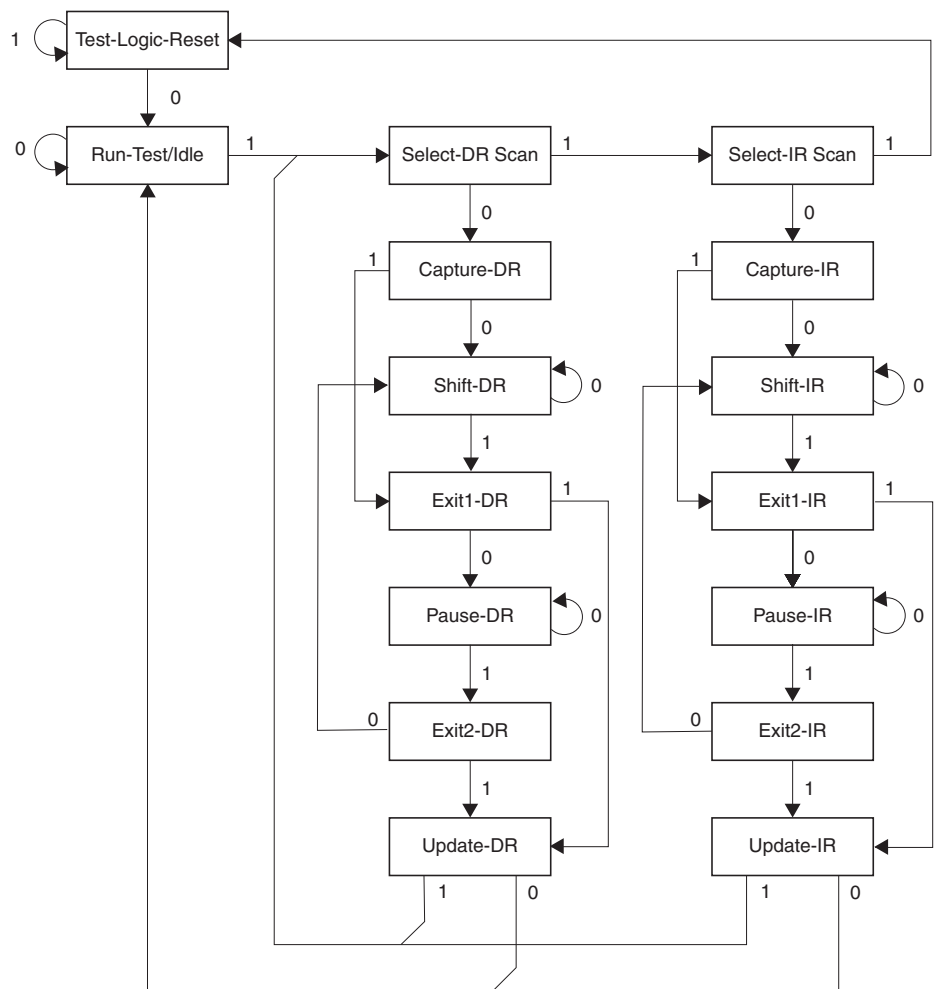 1 Test-Logic-Reset
0
0 Run-Test/Idle 1 Select-DR Scan 1 Select-IR Scan 1
0 0
1 Capture-DR 1 Capture-IR
0 0
Shift-DR 0 Shift-IR 0
1 1
Exit1-DR 1 Exit1-IR 1
0 0
Pause-DR 0 Pause-IR 0
1 1
0 Exit2-DR 0 Exit2-IR
1 1
Update-DR Update-IR
1 0 1 0